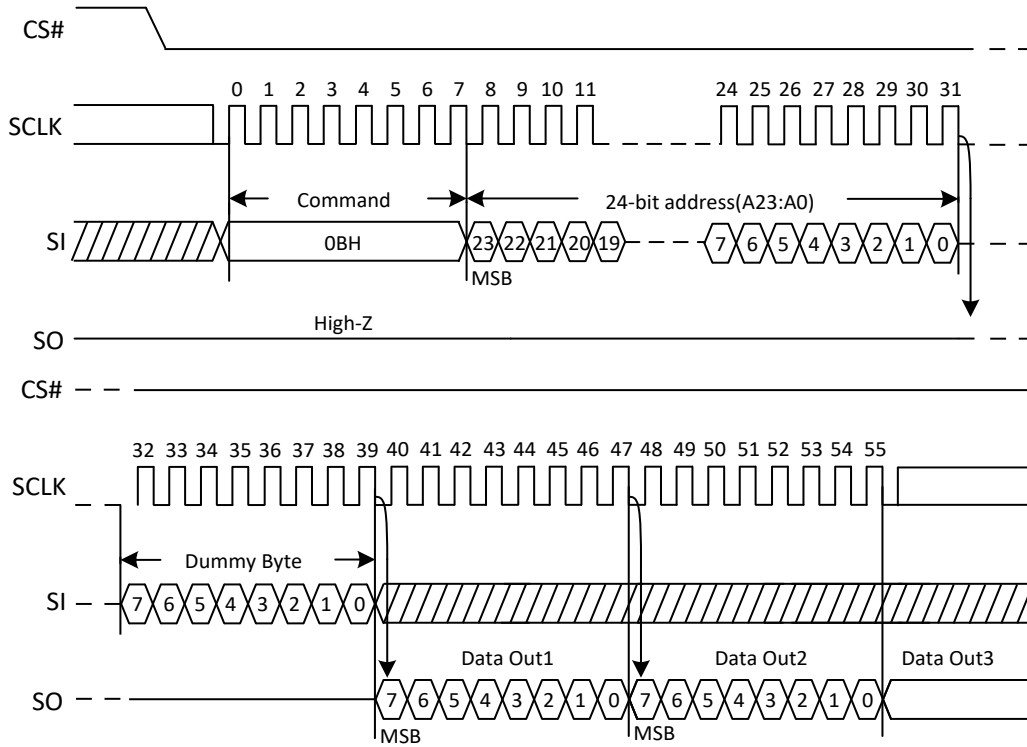 CS#
0 1 2 3 4 5 6 7 8 9 10 11 24 25 26 27 28 29 30 31
SCLK
Command 24-bit address(A23:A0)
SI 0BH 23 22 21 20 19 7 6 5 4 3 2 1 0
MSB
High-Z
SO
CS#
32 33 34 35 36 37 38 39 40 41 42 43 44 45 46 47 48 49 50 51 52 53 54 55
SCLK
Dummy Byte
SI 7 6 5 4 3 2 1 0
Data Out1 Data Out2 Data Out3
SO 7 6 5 4 3 2 1 0 7 6 5 4 3 2 1 0
MSB MSB